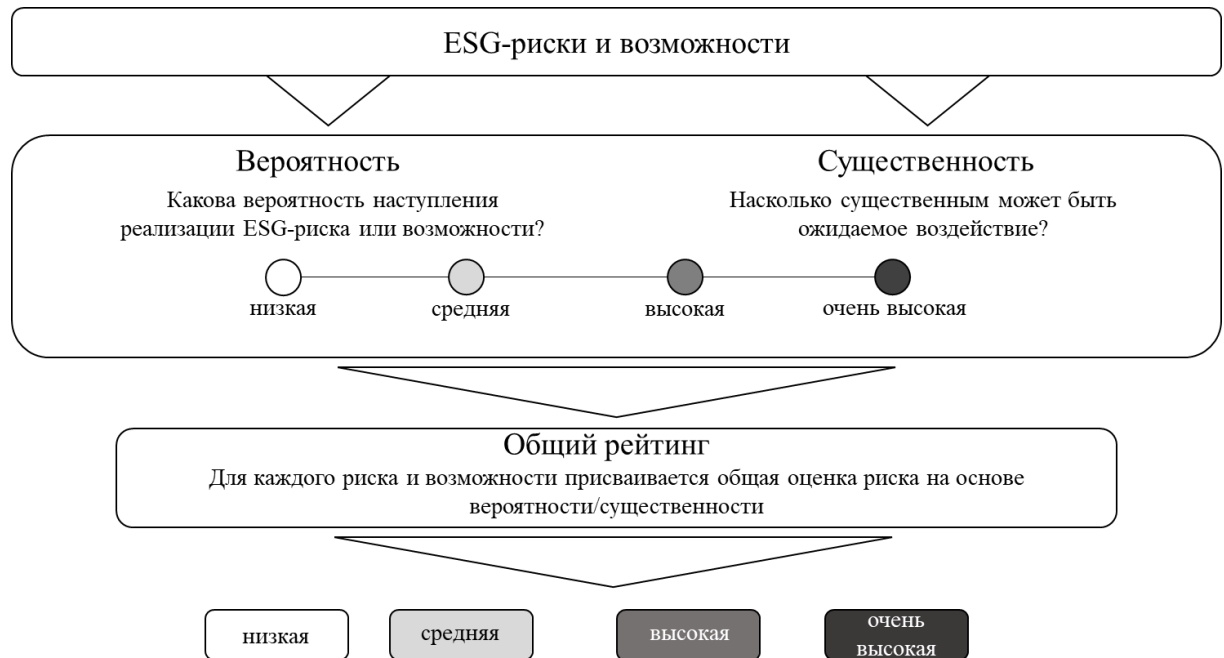 ESG-риски и возможности
Вероятность
Какова вероятность наступления
реализации ESG-риска или возможности?
Существенность
Насколько существенным может быть
ожидаемое воздействие?
низкая
средняя
высокая
очень высокая
Общий рейтинг
Для каждого риска и возможности присваивается общая оценка риска на основе
вероятности/существенности
низкая
средняя
высокая
очень
высокая